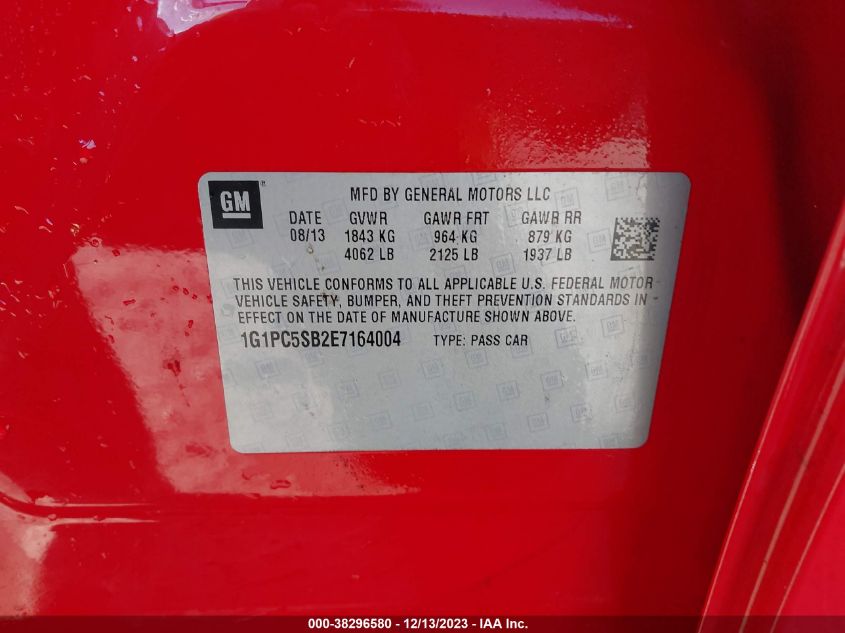 GM
MFD BY GENERAL MOTORS LLC
DATE GVWR GAWR FRT GAWR RR
08/13 1843 KG 964 KG 879 KG
4062 LB 2125 LB 1937 LB
THIS VEHICLE CONFORMS TO ALL APPLICABLE U.S. FEDERAL MOTOR
VEHICLE SAFETY, BUMPER, AND THEFT PREVENTION STANDARDS IN
EFFECT ON THE DATE OF MANUFACTURE SHOWN ABOVE.
1G1PC5SB2E7164004 TYPE: PASS CAR
000-38296580 - 12/13/2023 - IAA Inc.